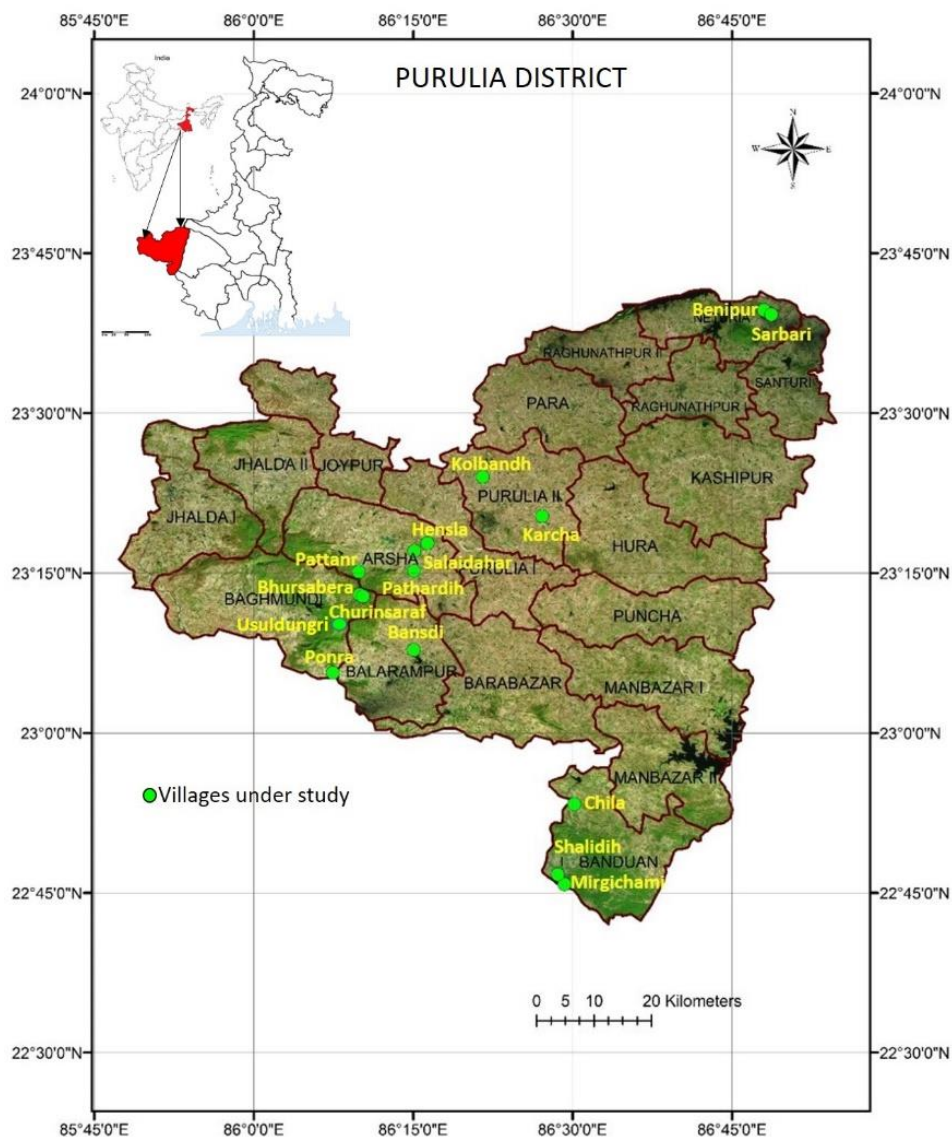 85°45'0"E 86°0'0"E 86°15'0"E 86°30'0"E 86°45'0"E
India
PURULIA DISTRICT
24°0'0"N 24°0'0"N
N
W E
S
23°45'0"N 23°45'0"N
Benipur
NETURIA
Sarbari
RAGHUNATHPUR II
SANTURI
PARA
RAGHUNATHPUR I
23°30'0"N 23°30'0"N
JHALDA II
JOYPUR
Kolbandh
KASHIPUR
PURULIA II
JHALDA I
Hensla
Karcha
HURA
Pattanr
ARSHA
Salaidahar
23°15'0"N 23°15'0"N
Bhursabera
Pathardih
URULIA I
BAGHMUNDI
Churinsaraf
PUNCHA
Usuldungri
Bansdi
Ponra
BALARAMPUR
BARABAZAR
MANBAZAR I
23°0'0"N 23°0'0"N
MANBAZAR II
Villages under study
Chila
Shalidih
I BANDUAN
Mirgichami
22°45'0"N 22°45'0"N
0 5 10 20 Kilometers
22°30'0"N 22°30'0"N
85°45'0"E 86°0'0"E 86°15'0"E 86°30'0"E 86°45'0"E